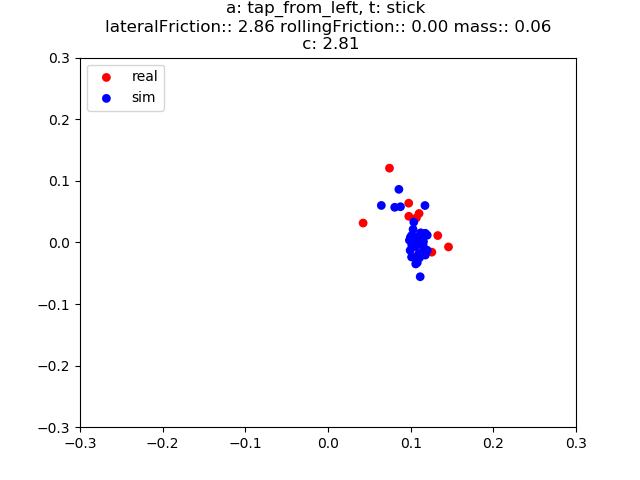 a: tap_from_left, t: stick
lateralFriction:: 2.86 rollingFriction:: 0.00 mass:: 0.06
c: 2.81
real
sim
0.3
0.2
0.1
0.0
−0.1
−0.2
−0.3
−0.3
−0.2
−0.1
0.0
0.1
0.2
0.3